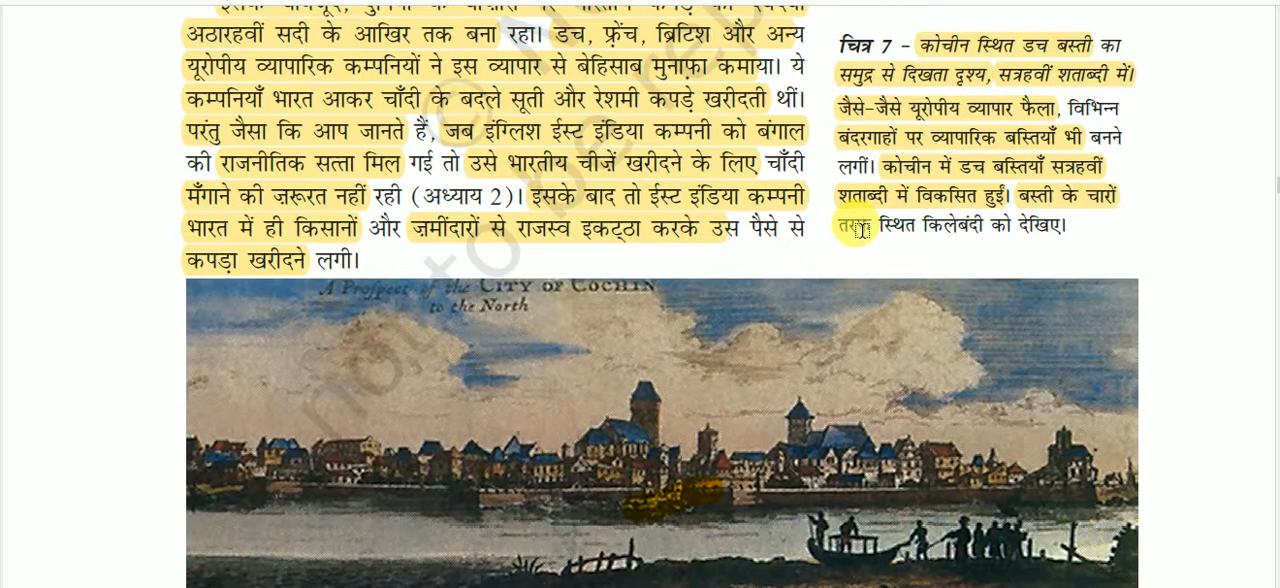 अठारहवीं सदी के आखिर तक बना रहा। डच, फ़्रेंच, ब्रिटिश और अन्य
यूरोपीय व्यापारिक कम्पनियों ने इस व्यापार से बेहिसाब मुनाफ़ा कमाया। ये
कम्पनियाँ भारत आकर चाँदी के बदले सूती और रेशमी कपड़े खरीदती थीं।
परंतु जैसा कि आप जानते हैं, जब इंग्लिश ईस्ट इंडिया कम्पनी को बंगाल
की राजनीतिक सत्ता मिल गई तो उसे भारतीय चीज़ें खरीदने के लिए चाँदी
मँगाने की ज़रूरत नहीं रही (अध्याय 2)। इसके बाद तो ईस्ट इंडिया कम्पनी
भारत में ही किसानों और ज़मींदारों से राजस्व इकट्ठा करके उस पैसे से
कपड़ा खरीदने लगी।
चित्र 7 – कोचीन स्थित डच बस्ती का
समुद्र से दिखता दृश्य, सत्रहवीं शताब्दी में।
जैसे–जैसे यूरोपीय व्यापार फैला, विभिन्न
बंदरगाहों पर व्यापारिक बस्तियाँ भी बनने
लगीं। कोचीन में डच बस्तियाँ सत्रहवीं
शताब्दी में विकसित हुईं। बस्ती के चारों
तरफ स्थित किलेबंदी को देखिए।
A Prospect of the CITY OF COCHIN
to the North
not to be rep